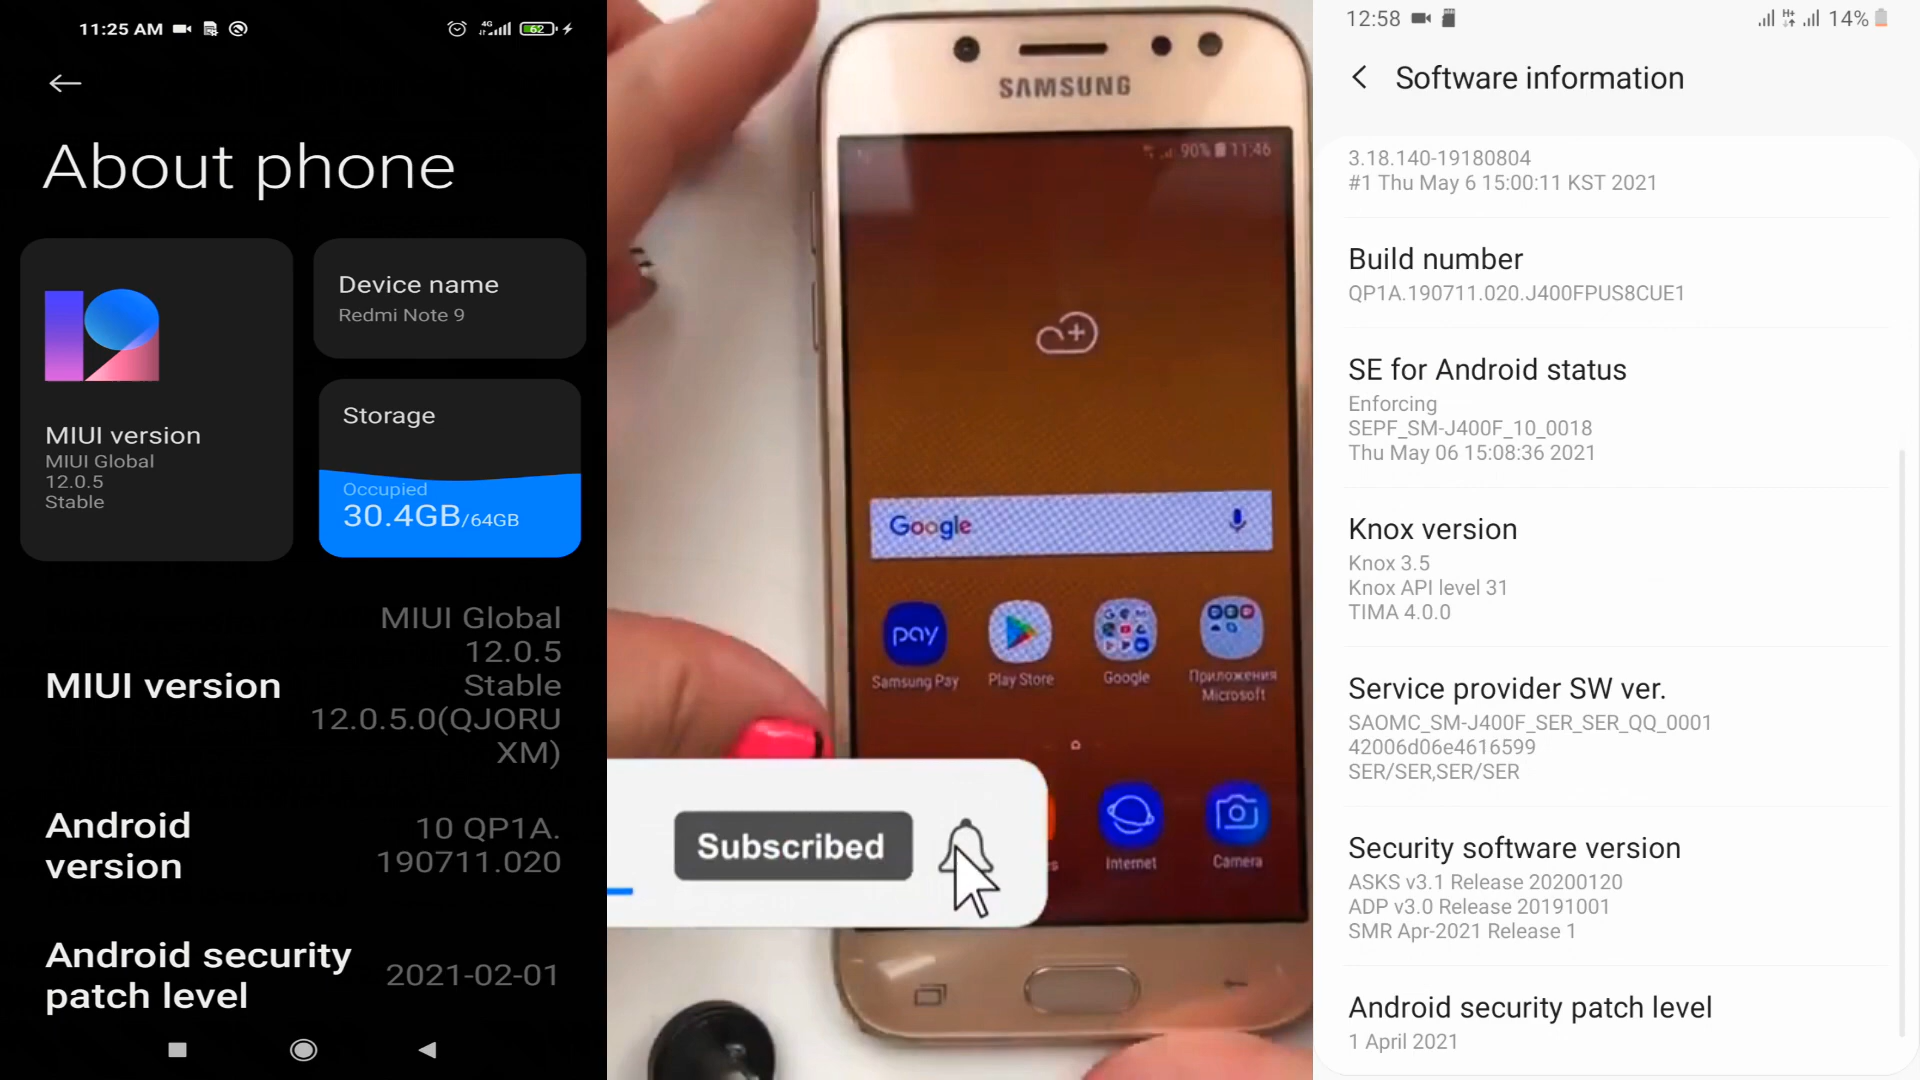 11:25 AM
4G
62
About phone
MIUI version
MIUI Global
12.0.5
Stable
Device name
Redmi Note 9
Storage
Occupied
30.4GB/64GB
MIUI version
MIUI Global
12.0.5
Stable
12.0.5.0(QJORU
XM)
Android
version
10 QP1A.
190711.020
Android security
patch level
2021-02-01
SAMSUNG
90% 11:46
Google
pay
Samsung Pay
Play Store
Google
Приложения
Microsoft
Internet
Camera
Subscribed
12:58
H+
14%
Software information
3.18.140-19180804
#1 Thu May 6 15:00:11 KST 2021
Build number
QP1A.190711.020.J400FPUS8CUE1
SE for Android status
Enforcing
SEPF_SM-J400F_10_0018
Thu May 06 15:08:36 2021
Knox version
Knox 3.5
Knox API level 31
TIMA 4.0.0
Service provider SW ver.
SAOMC_SM-J400F_SER_SER_QQ_0001
42006d06e4616599
SER/SER,SER/SER
Security software version
ASKS v3.1 Release 20200120
ADP v3.0 Release 20191001
SMR Apr-2021 Release 1
Android security patch level
1 April 2021